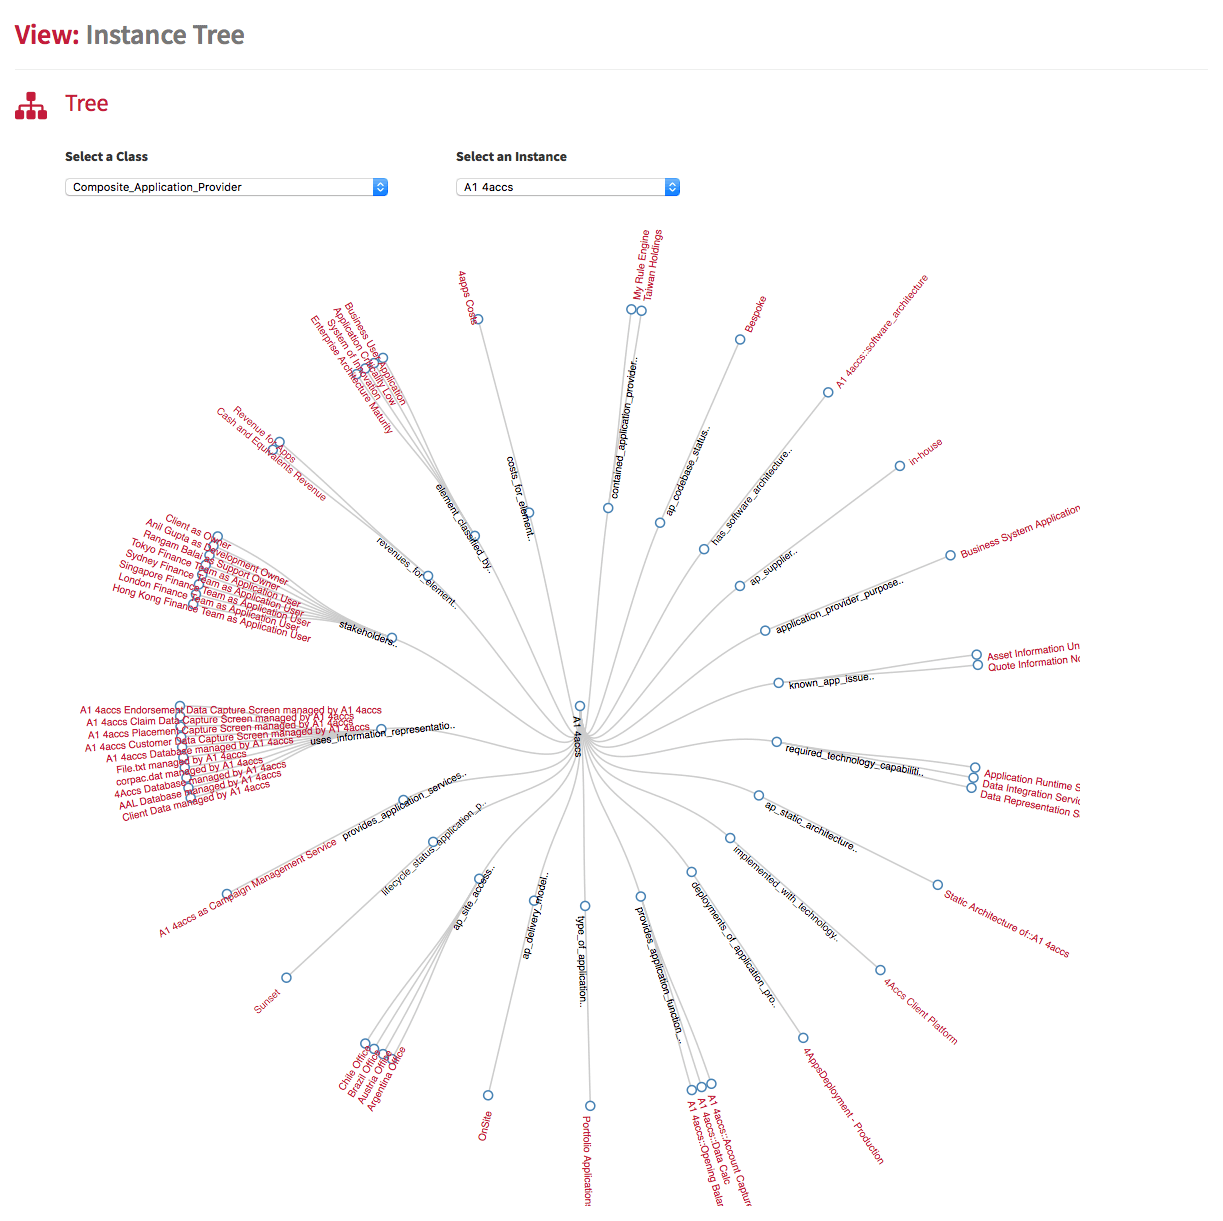 View: Instance Tree
Tree
Select a Class
Select an Instance
Composite_Application_Provider
A1 4accs
A1 4accs
contained_application_provider..
My Rule Engine
Taiwan Holdings
ap_codebase_status..
Bespoke
has_software_architecture..
A1 4accs::software_architecture
ap_supplier..
in-house
application_provider_purpose..
Business System Application
known_app_issue..
Asset Information Un
Quote Information No
required_technology_capabiliti..
Application Runtime S
Data Integration Servic
Data Representation S
ap_static_architecture..
Static Architecture of::A1 4accs
implemented_with_technology..
4Accs Client Platform
deployments_of_application_pro..
4AppsDeployment - Production
provides_application_function_..
A1 4accs::Account Capture
A1 4accs::Data Calc
A1 4accs::Opening Balan
type_of_application..
Portfolio Applications
ap_delivery_model..
OnSite
ap_site_access..
Argentina Office
Austria Office
Brazil Office
Chile Office
lifecycle_status_application_p..
Sunset
provides_application_services..
A1 4accs as Campaign Management Service
uses_information_representatio..
A1 4accs Endorsement Data Capture Screen managed by A1 4accs
A1 4accs Claim Data Capture Screen managed by A1 4accs
A1 4accs Placement Capture Screen managed by A1 4accs
A1 4accs Customer Data Capture Screen managed by A1 4accs
A1 4accs Database managed by A1 4accs
File.txt managed by A1 4accs
corpac.dat managed by A1 4accs
4Accs Database managed by A1 4accs
AAL Database managed by A1 4accs
Client Data managed by A1 4accs
stakeholders..
Client as Owner
Anil Gupta as Development Owner
Rangam Balaj as Support Owner
Tokyo Finance Team as Application User
Sydney Finance Team as Application User
Singapore Finance Team as Application User
London Finance Team as Application User
Hong Kong Finance Team as Application User
revenues_for_element..
Revenue for Apps
Cash and Equivalents Revenue
element_classified_by..
Business User Application
Application Criticality Low
System of Innovation
Enterprise Architecture Maturity
costs_for_element..
4apps Costs